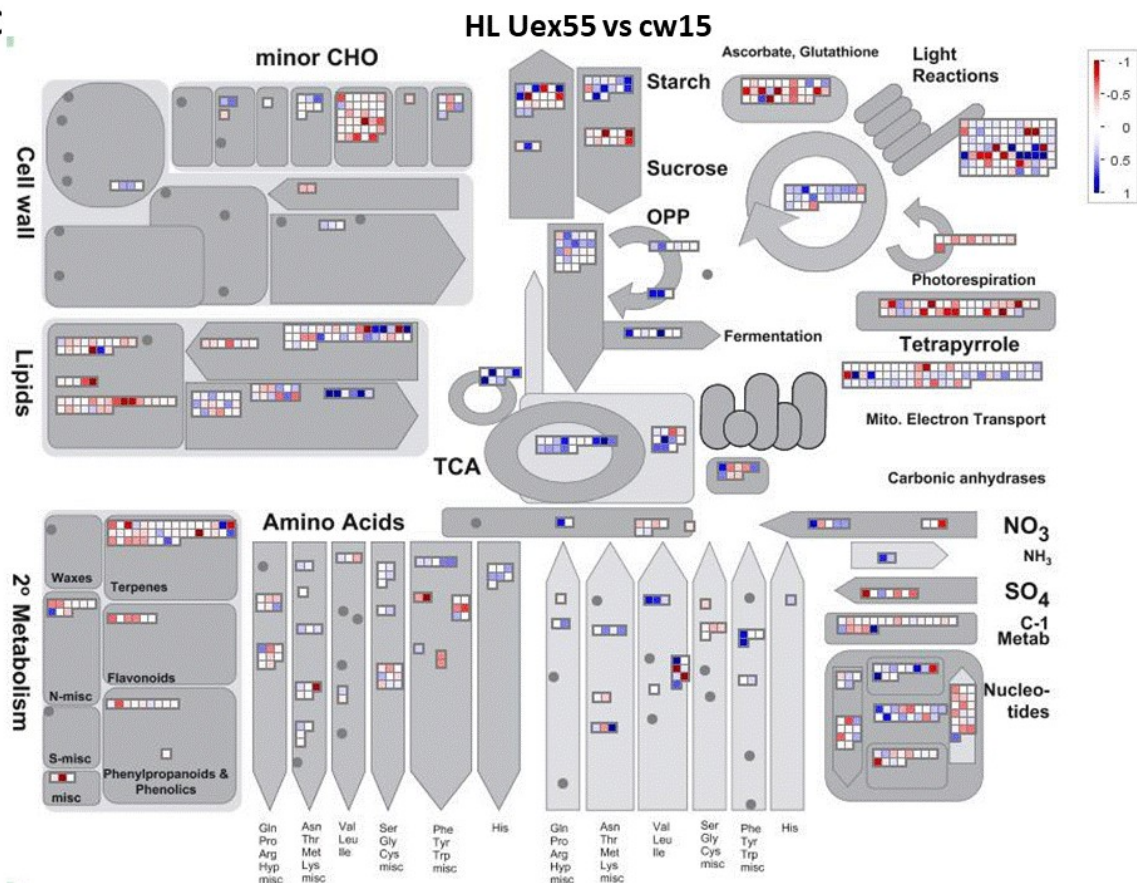 HL Uex55 vs cw15
minor CHO
Starch
Sucrose
Ascorbate, Glutathione
Light
Reactions
-1
-0.5
0
0.5
1
Cell wall
OPP
Photorespiration
Fermentation
Tetrapyrrole
Lipids
Mito. Electron Transport
TCA
Carbonic anhydrases
Amino Acids
NO3
NH3
SO4
C-1
Metab
Nucleo-
tides
2º Metabolism
Waxes
Terpenes
N-misc
Flavonoids
S-misc
Phenylpropanoids &
Phenolics
misc
Gln
Pro
Arg
Hyp
misc
Asn
Thr
Met
Lys
misc
Val
Leu
Ile
Ser
Gly
Cys
misc
Phe
Tyr
Trp
misc
His
Gln
Pro
Arg
Hyp
misc
Asn
Thr
Met
Lys
misc
Val
Leu
Ile
Ser
Gly
Cys
misc
Phe
Tyr
Trp
misc
His